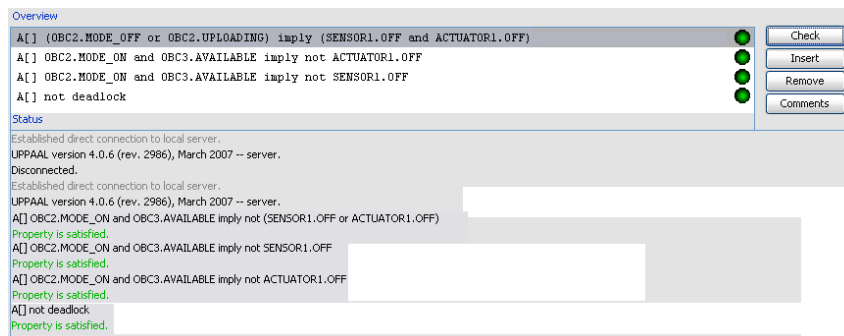 Overview
A[] (OBC2.MODE_OFF or OBC2.UPLOADING) imply (SENSOR1.OFF and ACTUATOR1.OFF)
A[] OBC2.MODE_ON and OBC3.AVAILABLE imply not ACTUATOR1.OFF
A[] OBC2.MODE_ON and OBC3.AVAILABLE imply not SENSOR1.OFF
A[] not deadlock
Check
Insert
Remove
Comments
Status
Established direct connection to local server.
UPPAAL version 4.0.6 (rev. 2986), March 2007 -- server.
Disconnected.
Established direct connection to local server.
UPPAAL version 4.0.6 (rev. 2986), March 2007 -- server.
A[] OBC2.MODE_ON and OBC3.AVAILABLE imply not (SENSOR1.OFF or ACTUATOR1.OFF)
Property is satisfied.
A[] OBC2.MODE_ON and OBC3.AVAILABLE imply not SENSOR1.OFF
Property is satisfied.
A[] OBC2.MODE_ON and OBC3.AVAILABLE imply not ACTUATOR1.OFF
Property is satisfied.
A[] not deadlock
Property is satisfied.